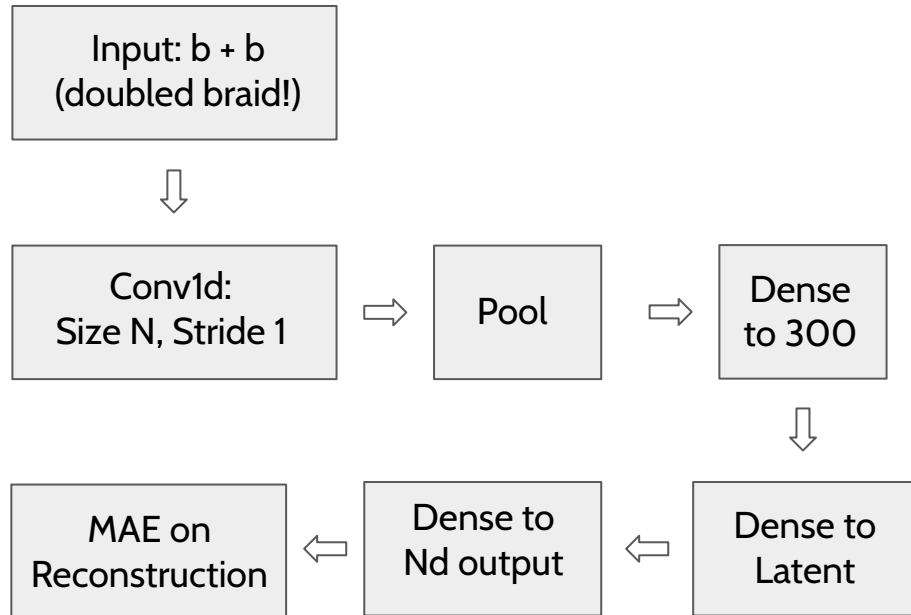 Input: b + b
(doubled braid!)
Conv1d:
Size N, Stride 1
Pool
Dense
to 300
Dense to
Latent
Dense to
Nd output
MAE on
Reconstruction